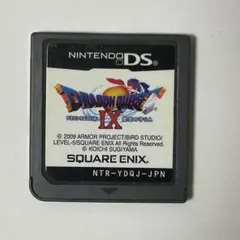 NINTENDO DS
DRAGON QUEST
IX
© 2009 ARMOR PROJECT/BIRD STUDIO/
LEVEL-5/SQUARE ENIX All Rights Reserved.
© KOICHI SUGIYAMA
SQUARE ENIX.
NTR-YDQJ-JPN